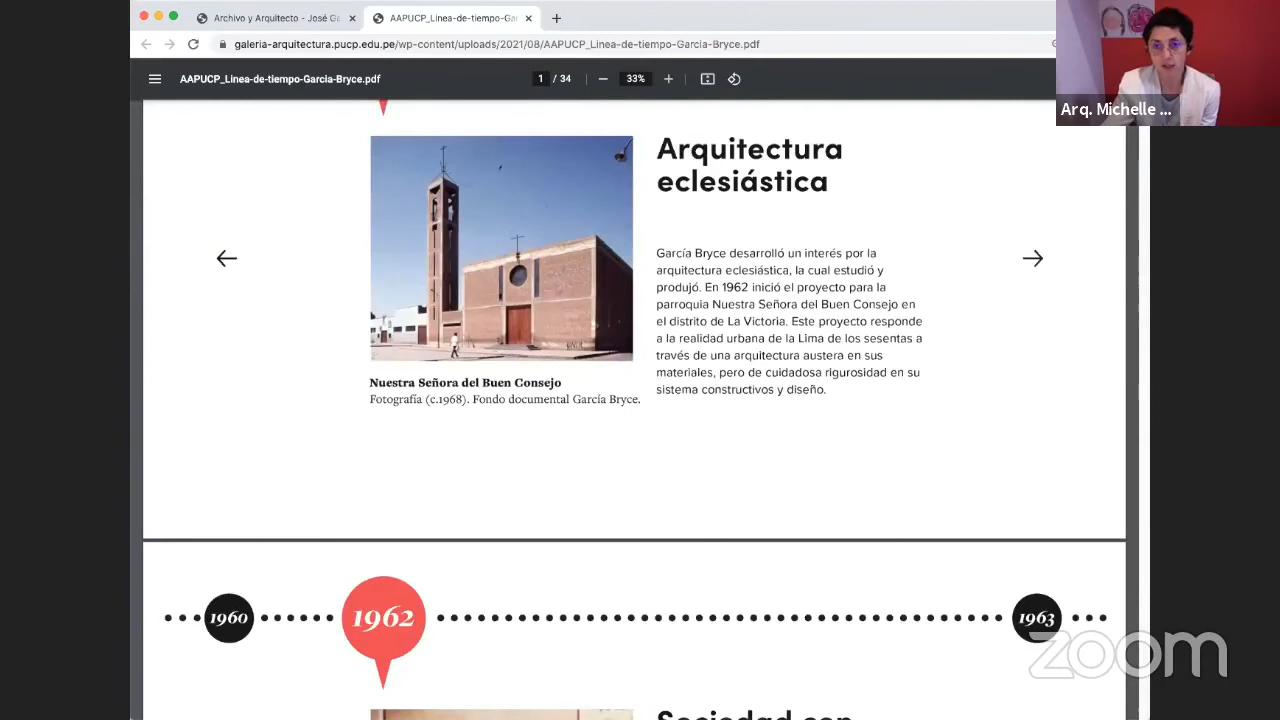 Archivo y Arquitecto - José Ga
AAPUCP_Linea-de-tiempo-Gar
galeria-arquitectura.pucp.edu.pe/wp-content/uploads/2021/08/AAPUCP_Linea-de-tiempo-Garcia-Bryce.pdf
AAPUCP_Linea-de-tiempo-Garcia-Bryce.pdf
1 / 34
33%
Arq. Michelle ...
Arquitectura
eclesiástica
García Bryce desarrolló un interés por la
arquitectura eclesiástica, la cual estudió y
produjó. En 1962 inició el proyecto para la
parroquia Nuestra Señora del Buen Consejo en
el distrito de La Victoria. Este proyecto responde
a la realidad urbana de la Lima de los sesentas a
través de una arquitectura austera en sus
materiales, pero de cuidadosa rigurosidad en su
sistema constructivos y diseño.
Nuestra Señora del Buen Consejo
Fotografía (c.1968). Fondo documental García Bryce.
1960
1962
1963
zoom
Sociedad con